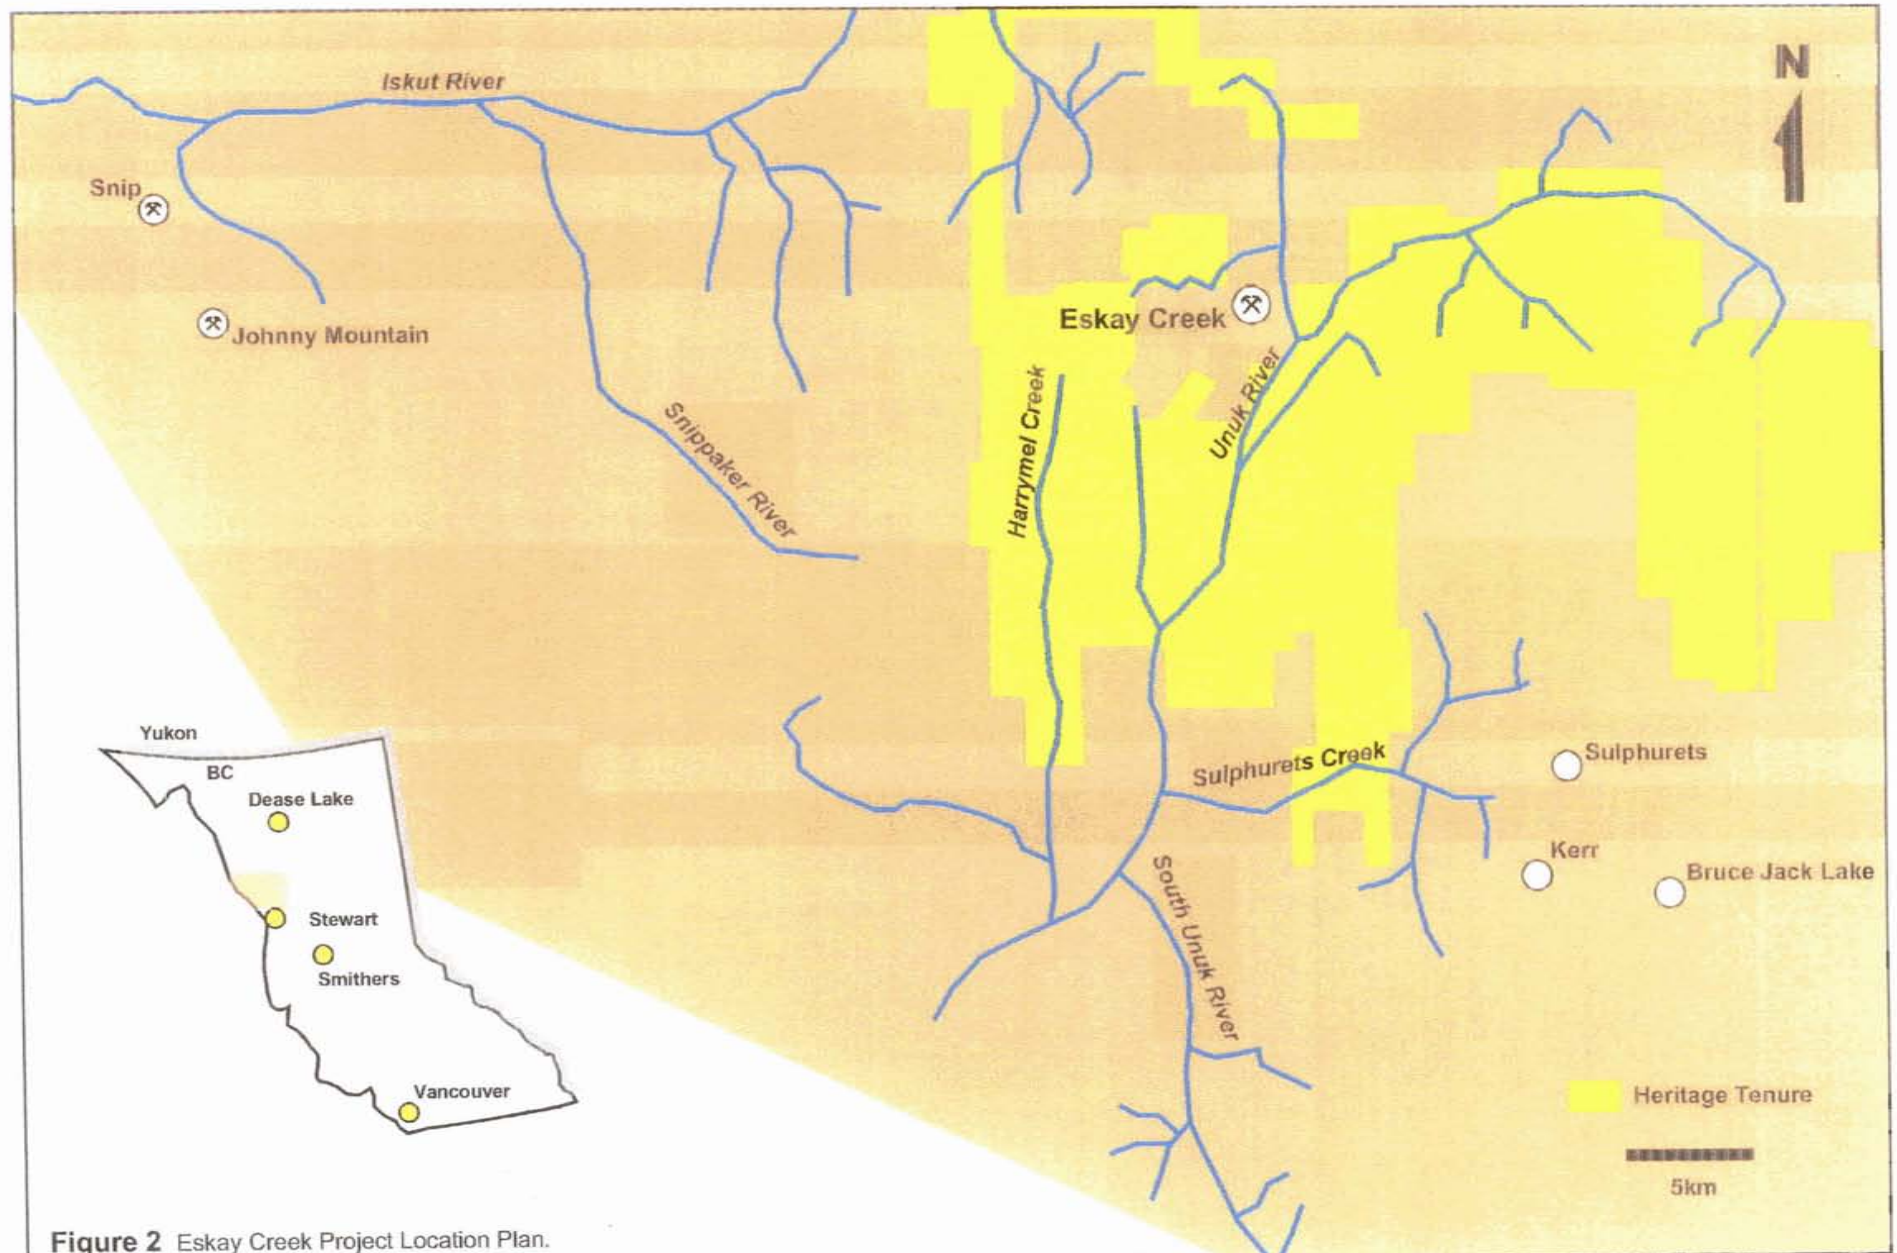 Iskut River
N
Snip
Johnny Mountain
Eskay Creek
Snippaker River
Harrymel Creek
Unuk River
Yukon
BC
Dease Lake
Stewart
Smithers
Vancouver
Sulphurets Creek
Sulphurets
Kerr
Bruce Jack Lake
South Unuk River
Heritage Tenure
5km
Figure 2 Eskay Creek Project Location Plan.